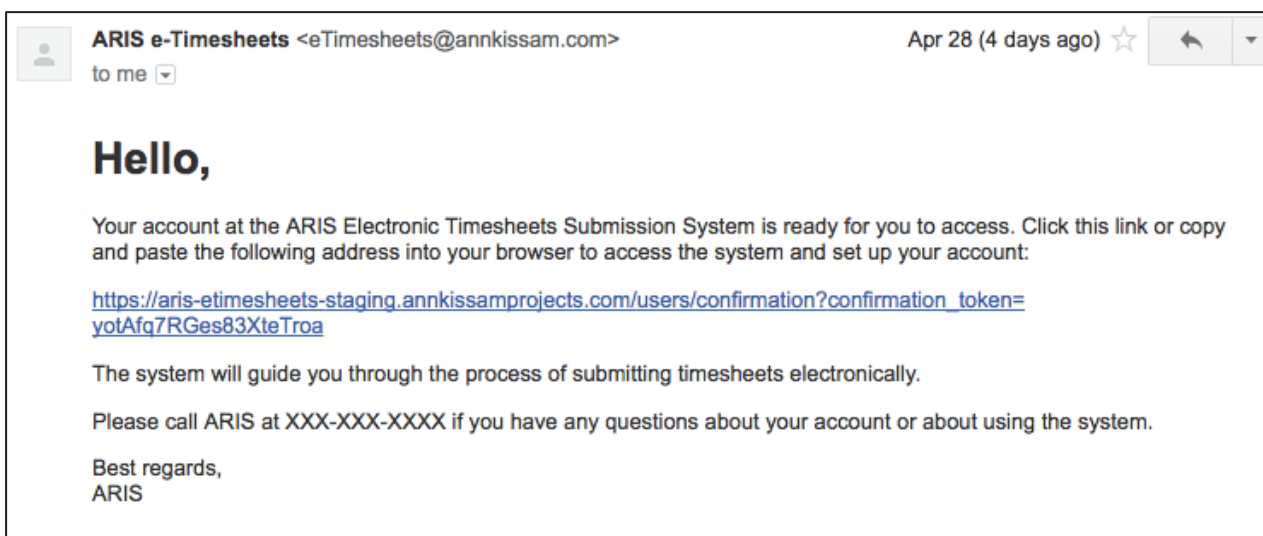 ARIS e-Timesheets <eTimesheets@annkissam.com> Apr 28 (4 days ago)
to me
Hello,
Your account at the ARIS Electronic Timesheets Submission System is ready for you to access. Click this link or copy
and paste the following address into your browser to access the system and set up your account:
https://aris-etimesheets-staging.annkissamprojects.com/users/confirmation?confirmation_token=
yotAfq7RGes83XteTroa
The system will guide you through the process of submitting timesheets electronically.
Please call ARIS at XXX-XXX-XXXX if you have any questions about your account or about using the system.
Best regards,
ARIS